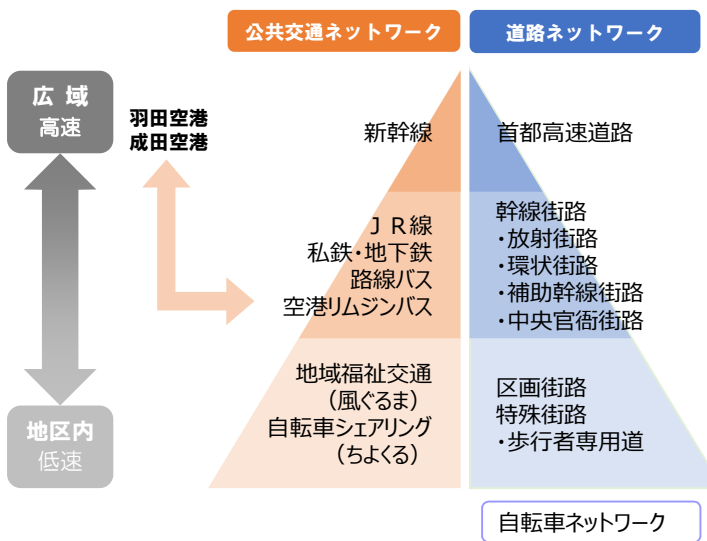 公共交通ネットワーク
道路ネットワーク
広 域
高速
羽田空港
成田空港
新幹線
首都高速道路
ＪＲ線
私鉄・地下鉄
路線バス
空港リムジンバス
幹線街路
・放射街路
・環状街路
・補助幹線街路
・中央官衙街路
地域福祉交通
（風ぐるま）
自転車シェアリング
（ちよくる）
区画街路
特殊街路
・歩行者専用道
地区内
低速
自転車ネットワーク